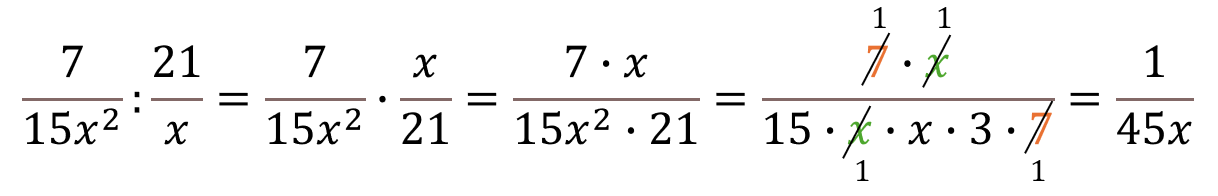 7/15x² : 21/x = 7/15x² · x/21 = 7 · x/15x² · 21 = 7 · x/15 · x · x · 3 · 7 = 1/45x
1 1
1 1